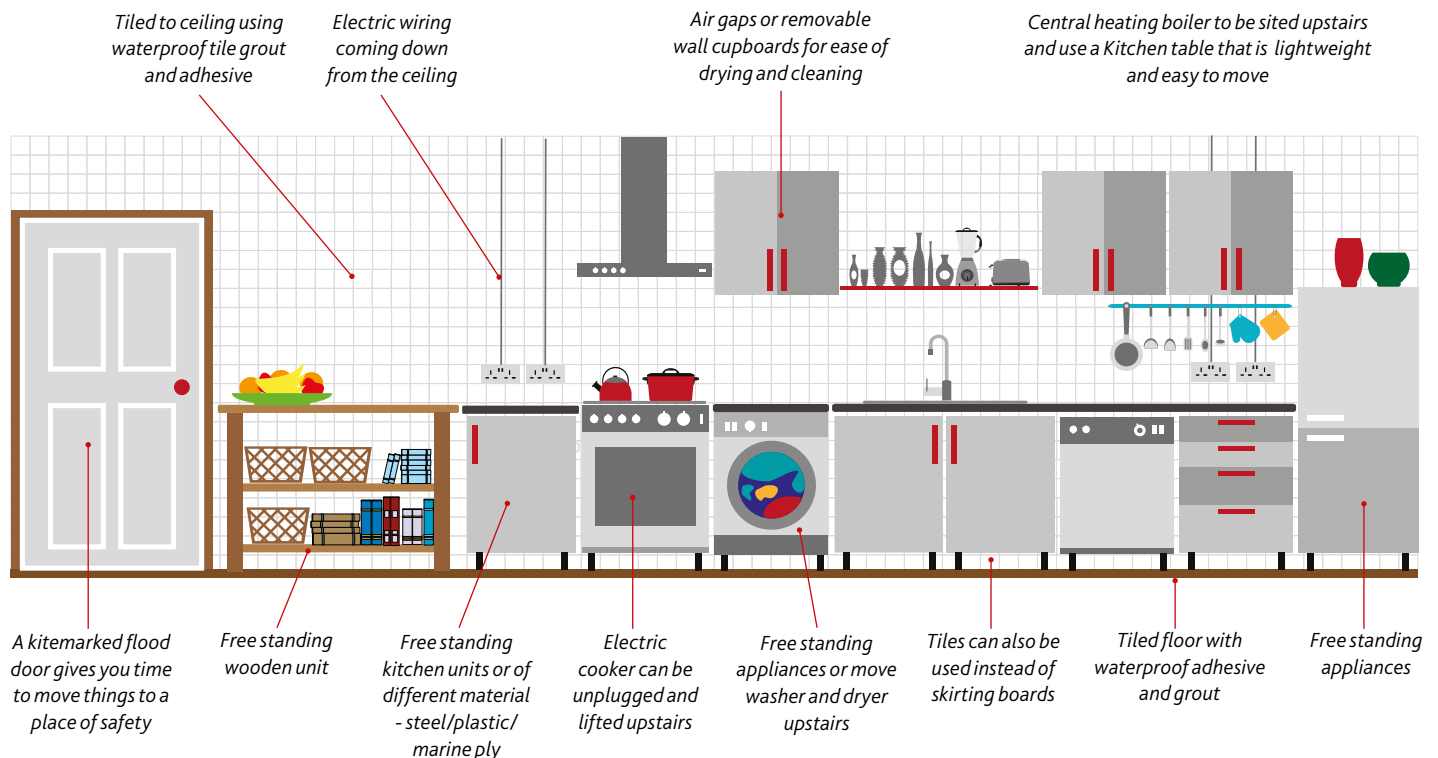 Tiled to ceiling using
waterproof tile grout
and adhesive
Electric wiring
coming down
from the ceiling
Air gaps or removable
wall cupboards for ease of
drying and cleaning
Central heating boiler to be sited upstairs
and use a Kitchen table that is lightweight
and easy to move
A kitemarked flood
door gives you time
to move things to a
place of safety
Free standing
wooden unit
Free standing
kitchen units or of
different material
- steel/plastic/
marine ply
Electric
cooker can be
unplugged and
lifted upstairs
Free standing
appliances or move
washer and dryer
upstairs
Tiles can also be
used instead of
skirting boards
Tiled floor with
waterproof adhesive
and grout
Free standing
appliances